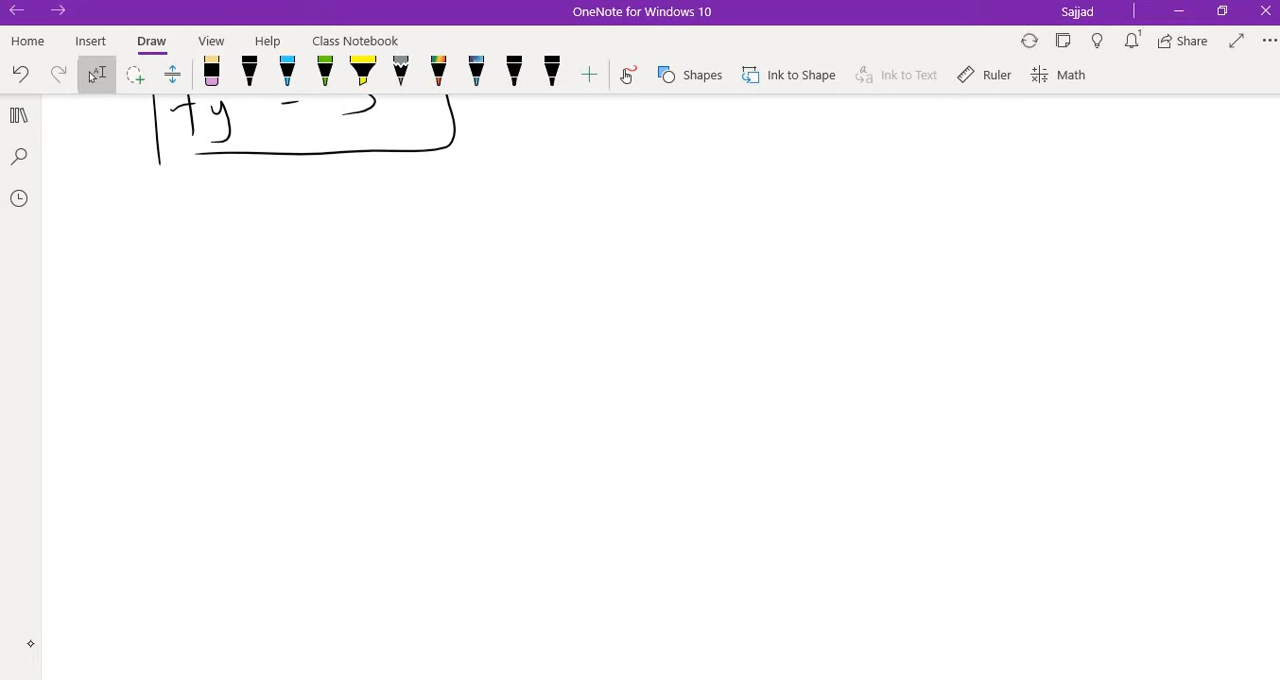 OneNote for Windows 10
Sajjad
Home Insert Draw View Help Class Notebook
1
Share
Shapes Ink to Shape Ink to Text Ruler Math
y =